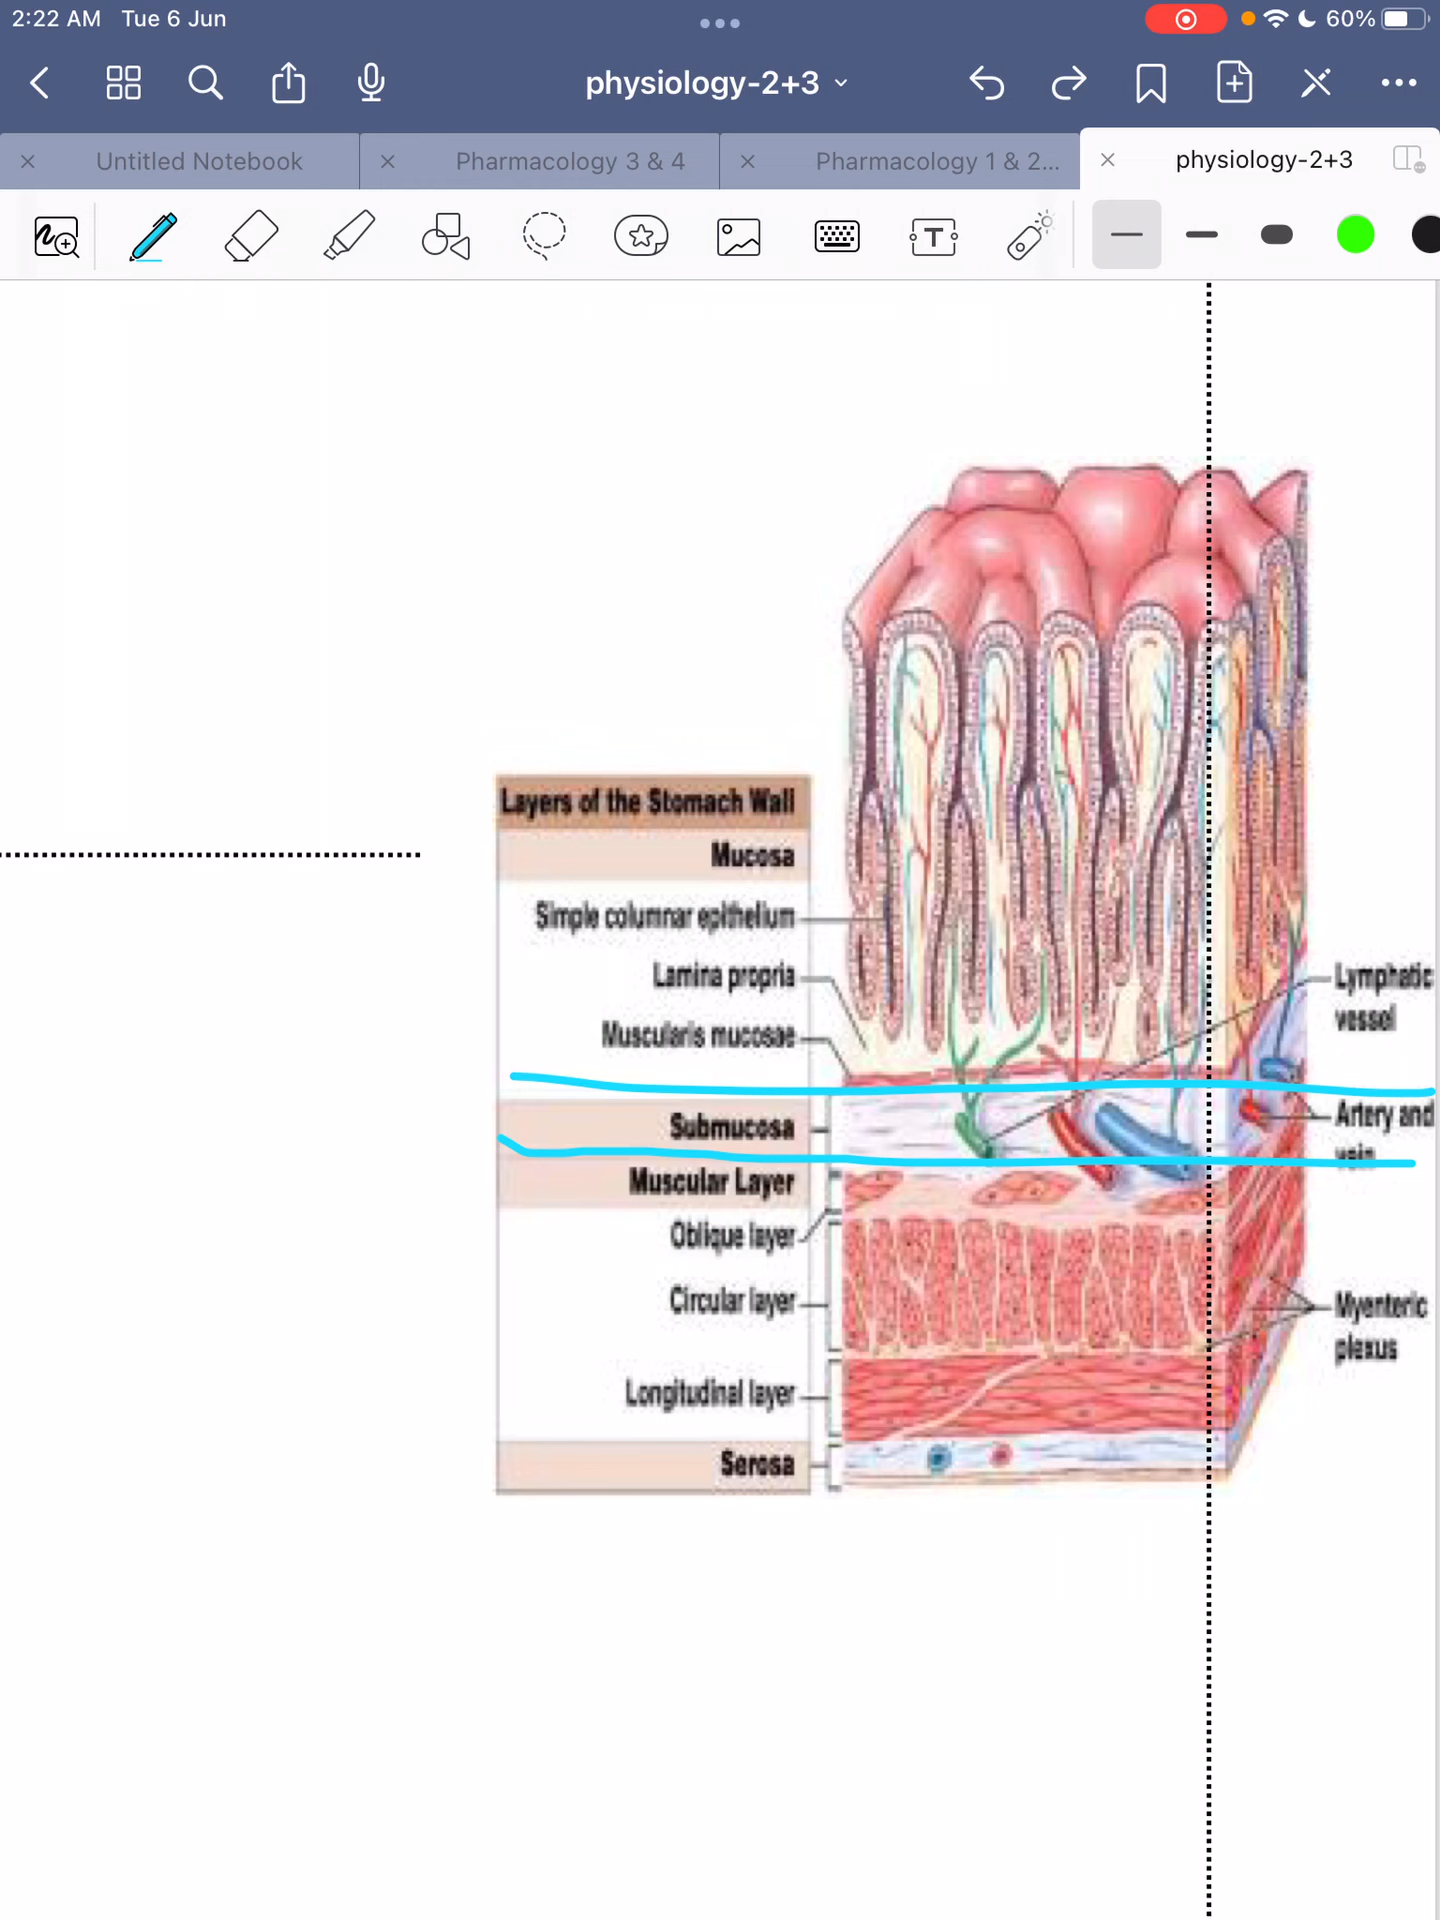 2:22 AM Tue 6 Jun
60%
physiology-2+3
Untitled Notebook
Pharmacology 3 & 4
Pharmacology 1 & 2...
physiology-2+3
T
Layers of the Stomach Wall
Mucosa
Simple columnar epithelium
Lamina propria
Muscularis mucosae
Submucosa
Muscular Layer
Oblique layer
Circular layer
Longitudinal layer
Serosa
Lymphatic
vessel
Artery and
vein
Myenteric
plexus